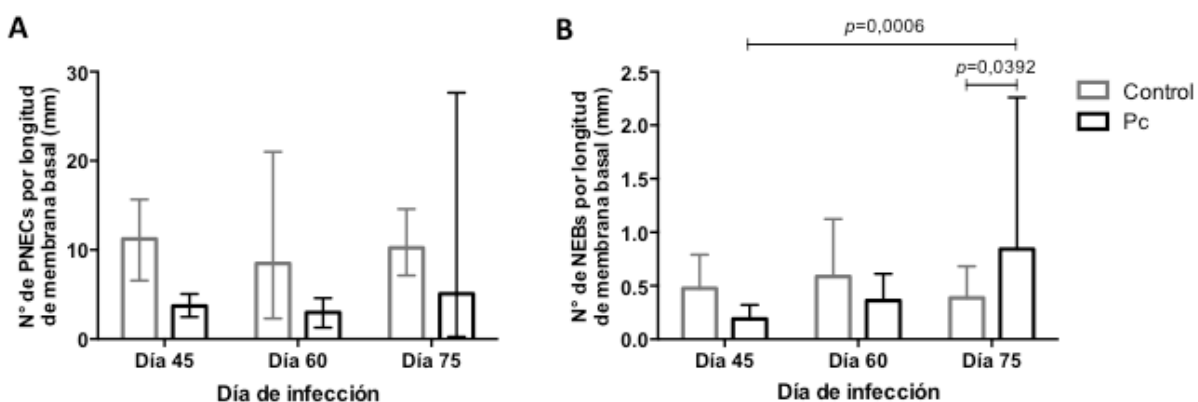 A
N° de PNECs por longitud
de membrana basal (mm)
30
20
10
0
Día 45
Día 60
Día 75
Día de infección
B
p=0,0006
p=0,0392
N° de NEBs por longitud
de membrana basal (mm)
2.5
2.0
1.5
1.0
0.5
0.0
Día 45
Día 60
Día 75
Día de infección
Control
Pc